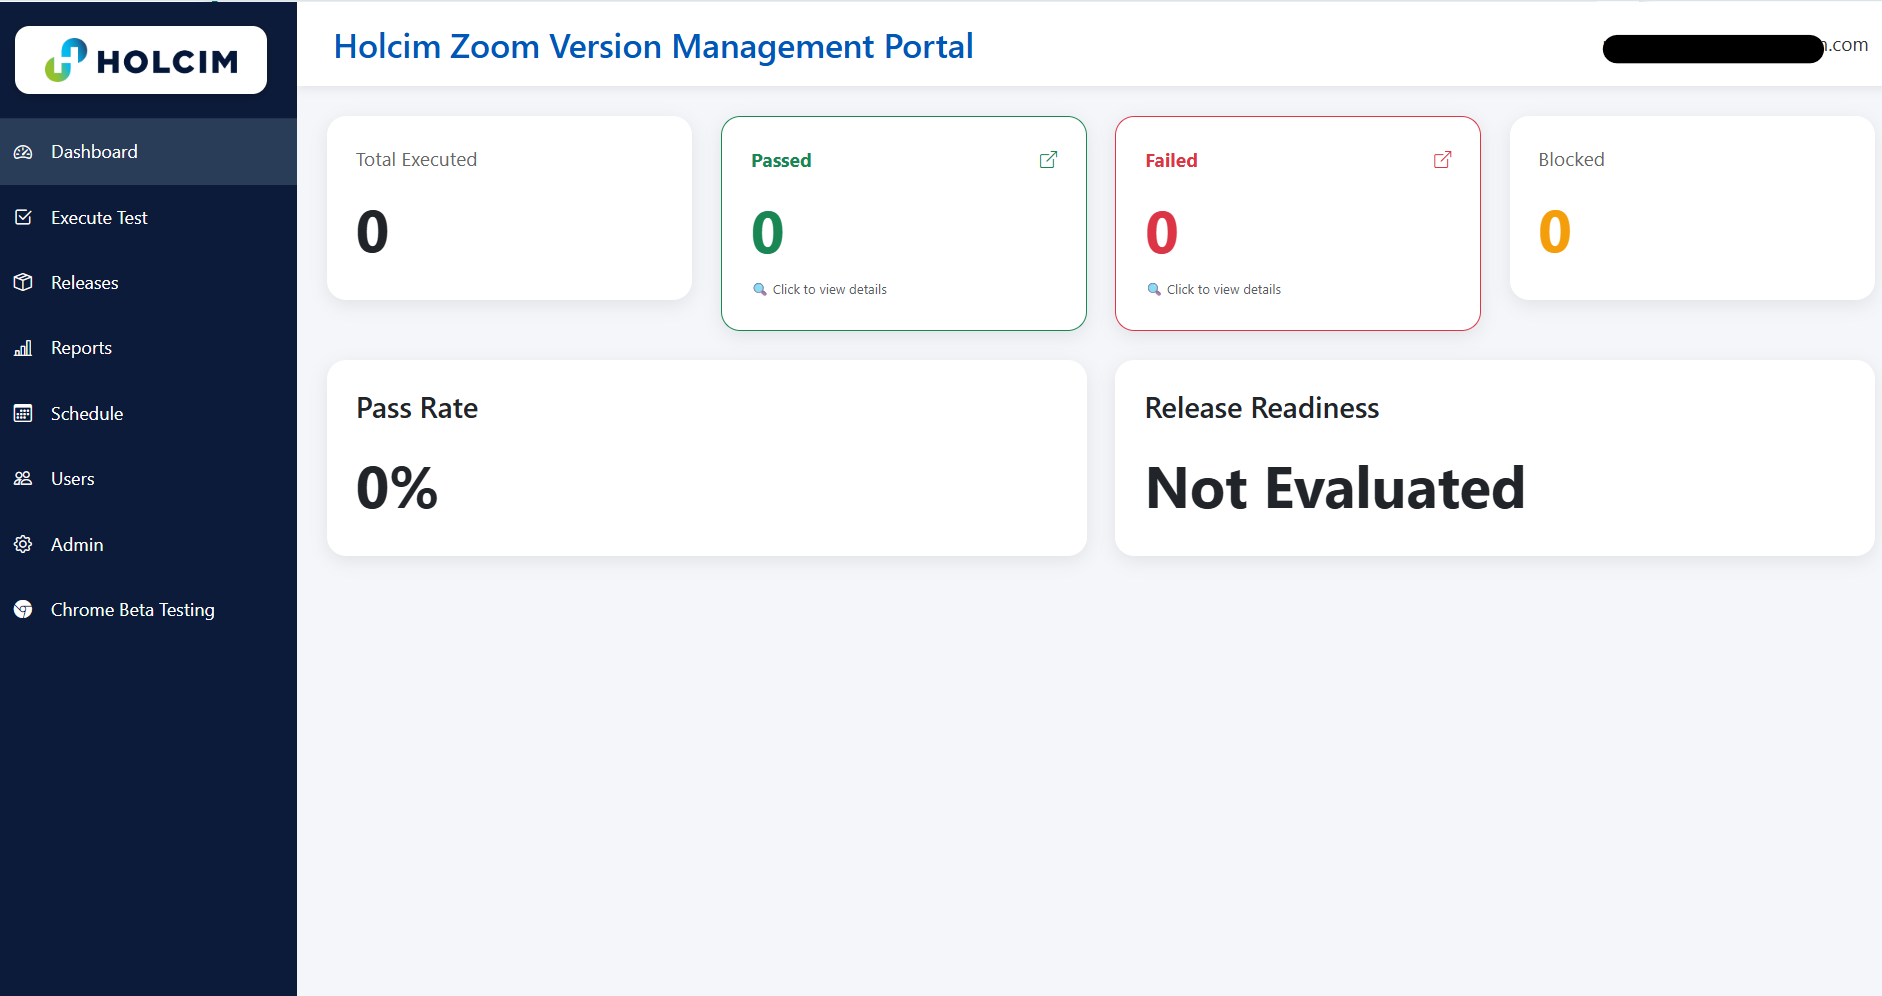 HOLCIM
Holcim Zoom Version Management Portal
.com
Dashboard
Execute Test
Releases
Reports
Schedule
Users
Admin
Chrome Beta Testing
Total Executed
0
Passed
0
🔍 Click to view details
Failed
0
🔍 Click to view details
Blocked
0
Pass Rate
0%
Release Readiness
Not Evaluated